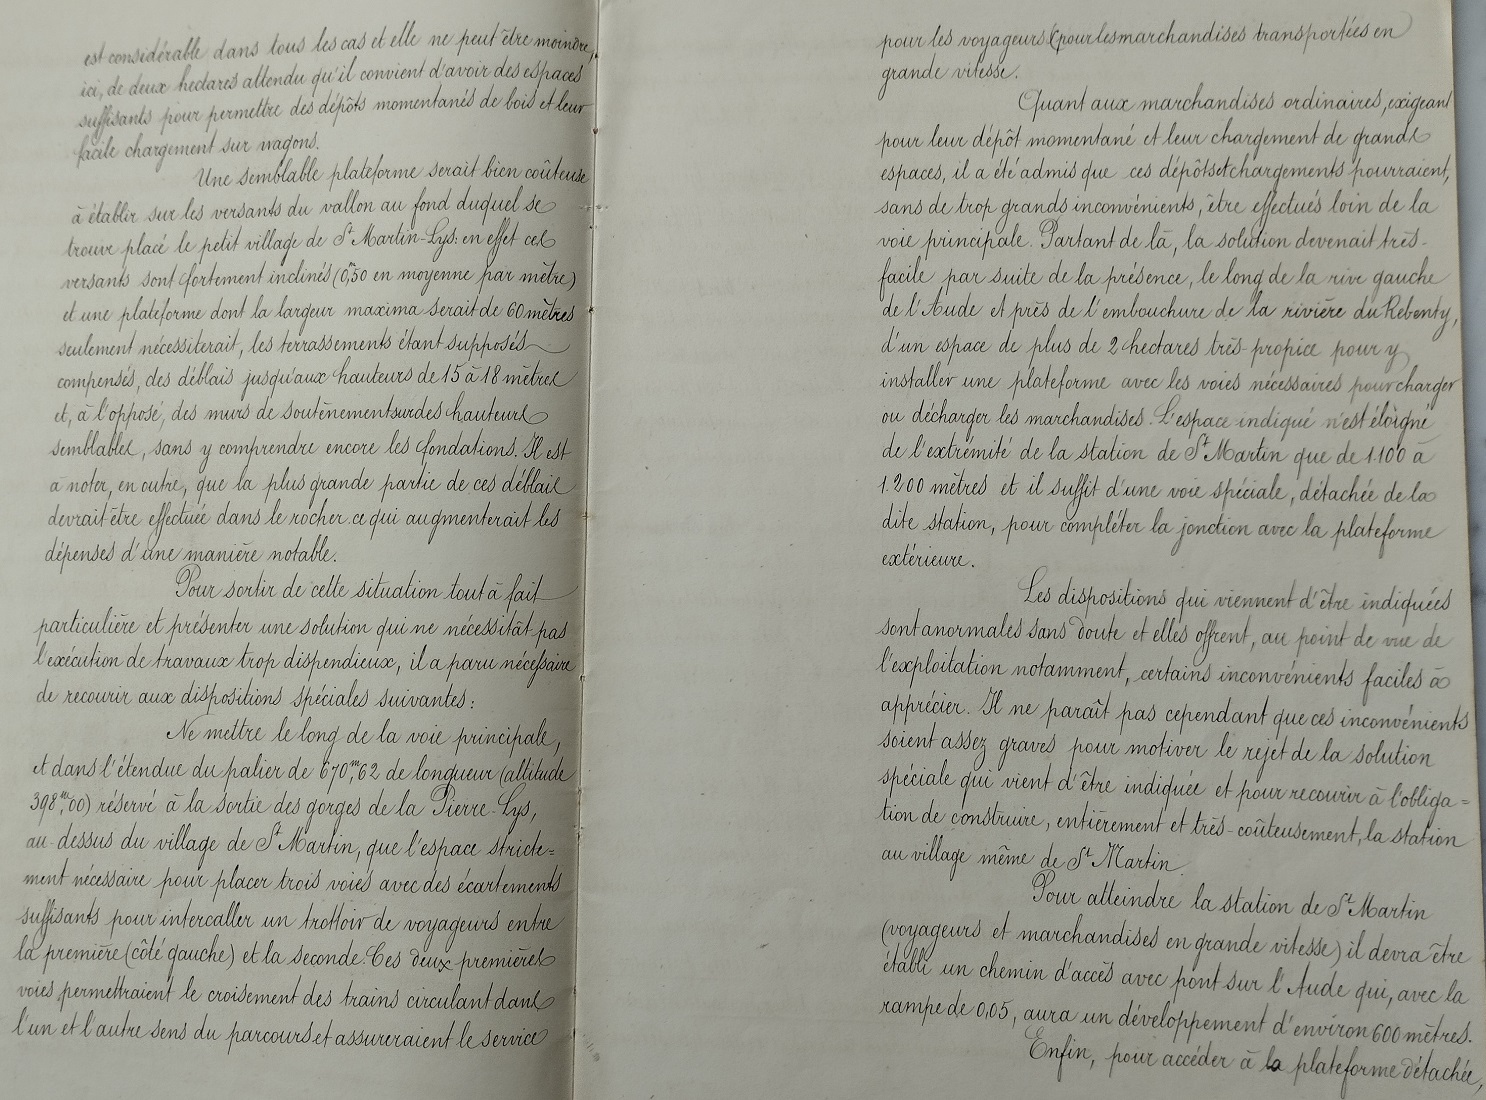 est considérable dans tous les cas et elle ne peut être moindre,
ici, de deux hectares attendu qu'il convient d'avoir des espaces
suffisants pour permettre des dépôts momentanés de bois et leur
facile chargement sur wagons.
Une semblable plateforme serait bien coûteuse
à établir sur les versants du vallon au fond duquel se
trouve placé le petit village de St Martin-Lys: en effet ces
versants sont fortement inclinés (0m,50 en moyenne par mètre)
et une plateforme dont la largeur maxima serait de 60 mètres
seulement nécessiterait, les terrassements étant supposés
compensés, des déblais jusqu'aux hauteurs de 15 à 18 mètres
et, à l'opposé, des murs de soutènement sur des hauteurs
semblables, sans y comprendre encore les fondations. Il est
à noter, en outre, que la plus grande partie de ces déblais
devrait être effectuée dans le rocher ce qui augmenterait les
dépenses d'une manière notable.
Pour sortir de cette situation tout à fait
particulière et présenter une solution qui ne nécessitât pas
l'exécution de travaux trop dispendieux, il a paru nécessaire
de recourir aux dispositions spéciales suivantes:
Ne mettre le long de la voie principale,
et dans l'étendue du palier de 670m,62 de longueur (altitude
398m,00) réservé à la sortie des gorges de la Pierre-Lys,
au-dessus du village de St Martin, que l'espace stricte=
ment nécessaire pour placer trois voies avec des écartements
suffisants pour intercaller un trottoir de voyageurs entre
la première (côté gauche) et la seconde. Ces deux premières
voies permettraient le croisement des trains circulant dans
l'un et l'autre sens du parcours et assureraient le service
pour les voyageurs (pour les marchandises transportées en
grande vitesse.
Quant aux marchandises ordinaires, exigeant
pour leur dépôt momentané et leur chargement de grands
espaces, il a été admis que ces dépôts et chargements pourraient,
sans de trop grands inconvénients, être effectués loin de la
voie principale. Partant de là, la solution devenait très-
facile par suite de la présence, le long de la rive gauche
de l'Aude et près de l'embouchure de la rivière du Rebenty,
d'un espace de plus de 2 hectares très-propice pour y
installer une plateforme avec les voies nécessaires pour charger
ou décharger les marchandises. L'espace indiqué n'est éloigné
de l'extrémité de la station de St Martin que de 1.100 à
1.200 mètres et il suffit d'une voie spéciale, détachée de la
dite station, pour compléter la jonction avec la plateforme
extérieure.
Les dispositions qui viennent d'être indiquées
sont anormales sans doute et elles offrent, au point de vue de
l'exploitation notamment, certains inconvénients faciles à
apprécier. Il ne paraît pas cependant que ces inconvénients
soient assez graves pour motiver le rejet de la solution
spéciale qui vient d'être indiquée et pour recourir à l'obliga=
tion de construire, entièrement et très-coûteusement, la station
au village même de St Martin.
Pour atteindre la station de St Martin
(voyageurs et marchandises en grande vitesse) il devra être
établi un chemin d'accès avec pont sur l'Aude qui, avec la
rampe de 0,05, aura un développement d'environ 600 mètres.
Enfin, pour accéder à la plateforme détachée,